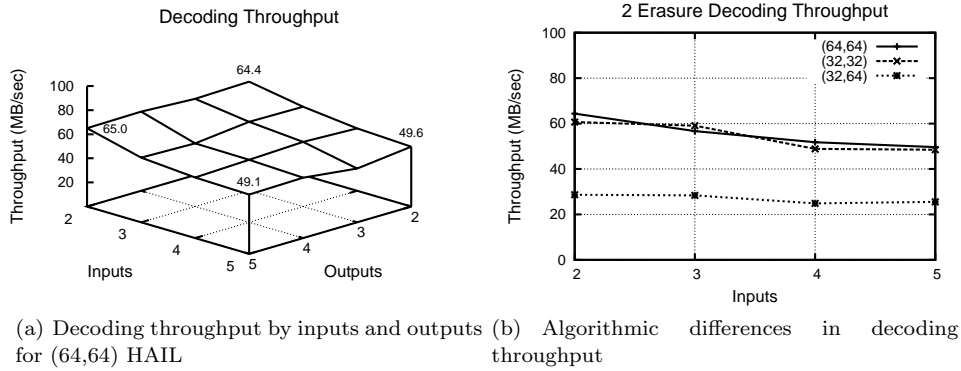 Decoding Throughput
Throughput (MB/sec)
100
80
60
40
20
64.4
65.0
49.6
49.1
2
3
4
5
5
4
3
2
Inputs
Outputs
(a) Decoding throughput by inputs and outputs
for (64,64) HAIL
2 Erasure Decoding Throughput
Throughput (MB/sec)
100
80
60
40
20
0
(64,64)
(32,32)
(32,64)
2
3
4
5
Inputs
(b) Algorithmic differences in decoding
throughput